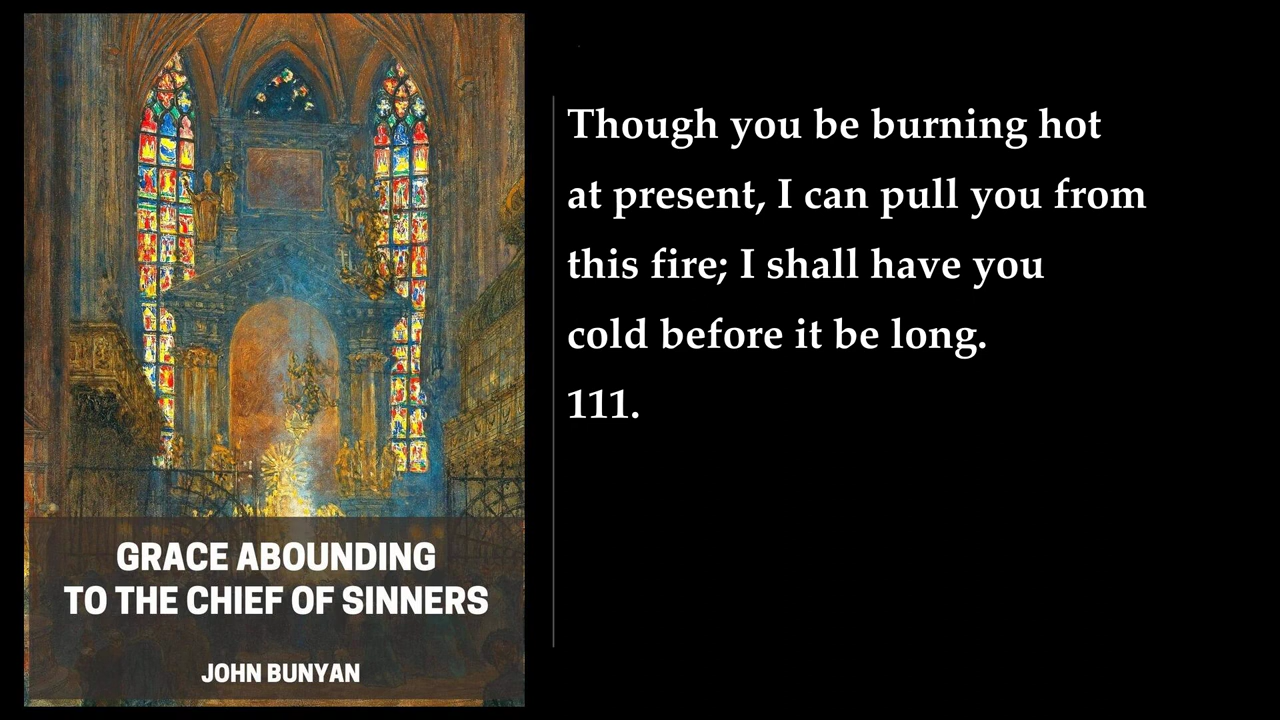 Though you be burning hot
at present, I can pull you from
this fire; I shall have you
cold before it be long.
111.
GRACE ABOUNDING
TO THE CHIEF OF SINNERS
JOHN BUNYAN